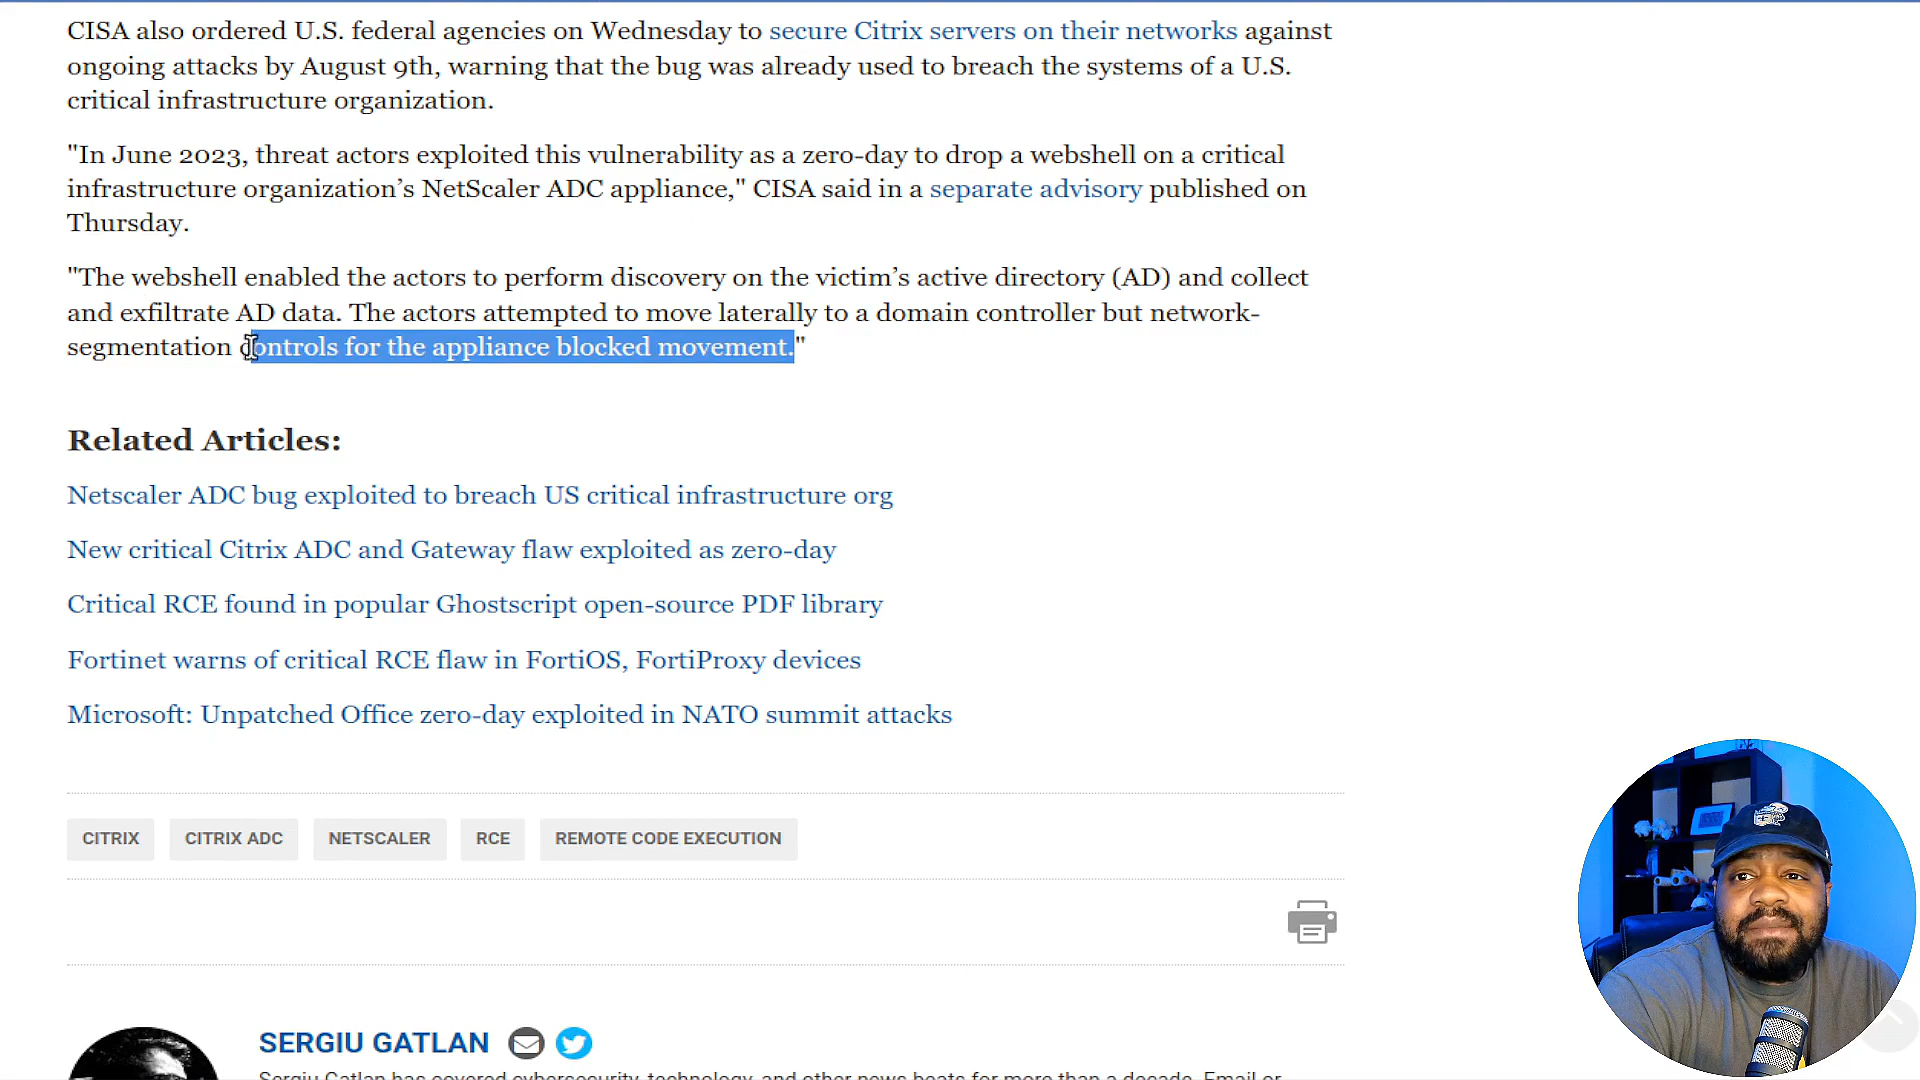 CISA also ordered U.S. federal agencies on Wednesday to secure Citrix servers on their networks against
ongoing attacks by August 9th, warning that the bug was already used to breach the systems of a U.S.
critical infrastructure organization.
"In June 2023, threat actors exploited this vulnerability as a zero-day to drop a webshell on a critical
infrastructure organization’s NetScaler ADC appliance," CISA said in a separate advisory published on
Thursday.
"The webshell enabled the actors to perform discovery on the victim’s active directory (AD) and collect
and exfiltrate AD data. The actors attempted to move laterally to a domain controller but network-
segmentation controls for the appliance blocked movement."
Related Articles:
Netscaler ADC bug exploited to breach US critical infrastructure org
New critical Citrix ADC and Gateway flaw exploited as zero-day
Critical RCE found in popular Ghostscript open-source PDF library
Fortinet warns of critical RCE flaw in FortiOS, FortiProxy devices
Microsoft: Unpatched Office zero-day exploited in NATO summit attacks
CITRIX
CITRIX ADC
NETSCALER
RCE
REMOTE CODE EXECUTION
SERGIU GATLAN
Sergiu Gatlan has covered cybersecurity, technology, and other news beats for more than a decade. Email or